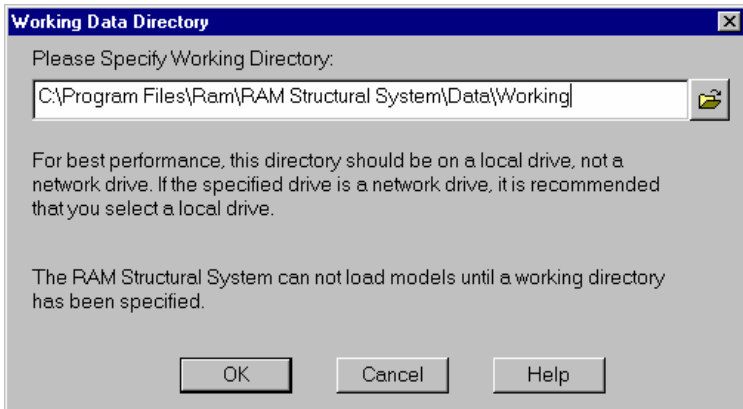 Working Data Directory
Please Specify Working Directory:
C:\Program Files\Ram\RAM Structural System\Data\Working
For best performance, this directory should be on a local drive, not a
network drive. If the specified drive is a network drive, it is recommended
that you select a local drive.
The RAM Structural System can not load models until a working directory
has been specified.
OK Cancel Help